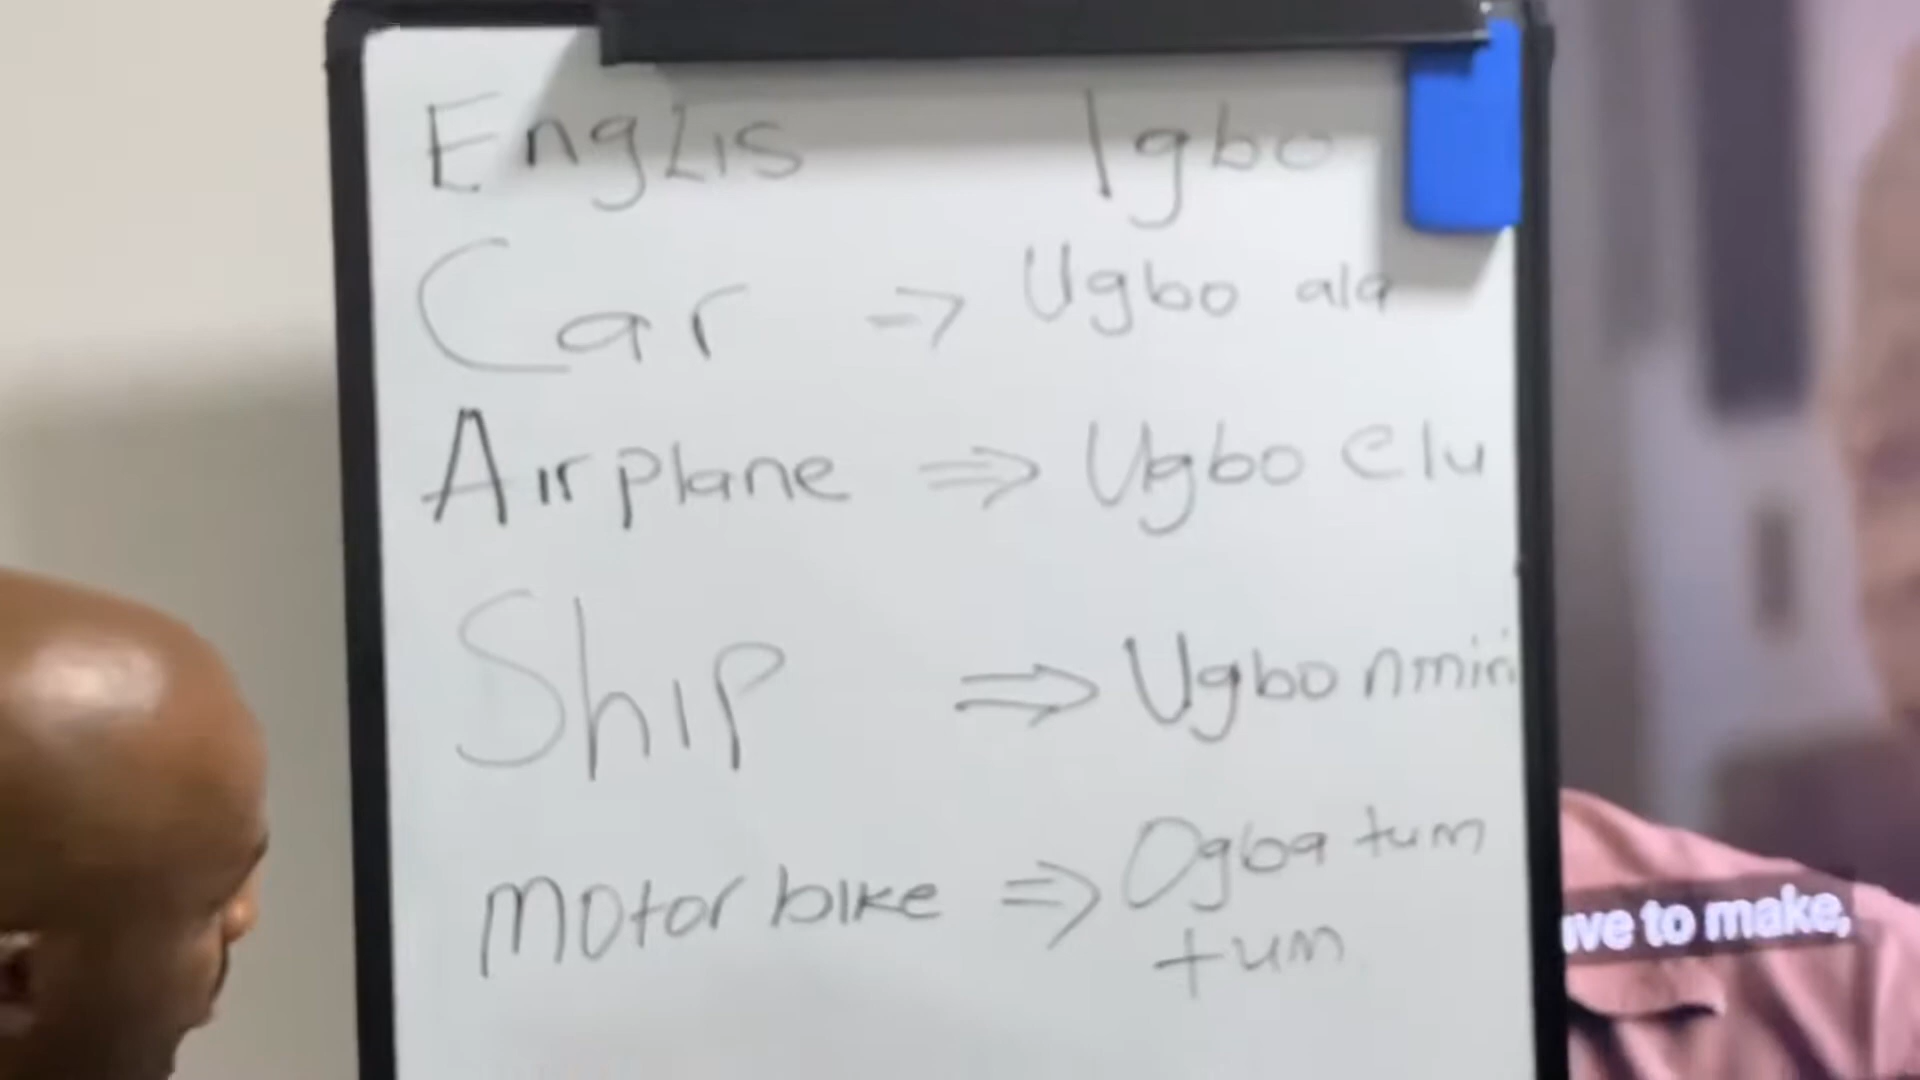 EngLis Igbo
Car => Ugbo ala
Airplane => Ugbo elu
Ship => Ugbo nmiri
motor bike => Ogba tum
tum
ve to make,